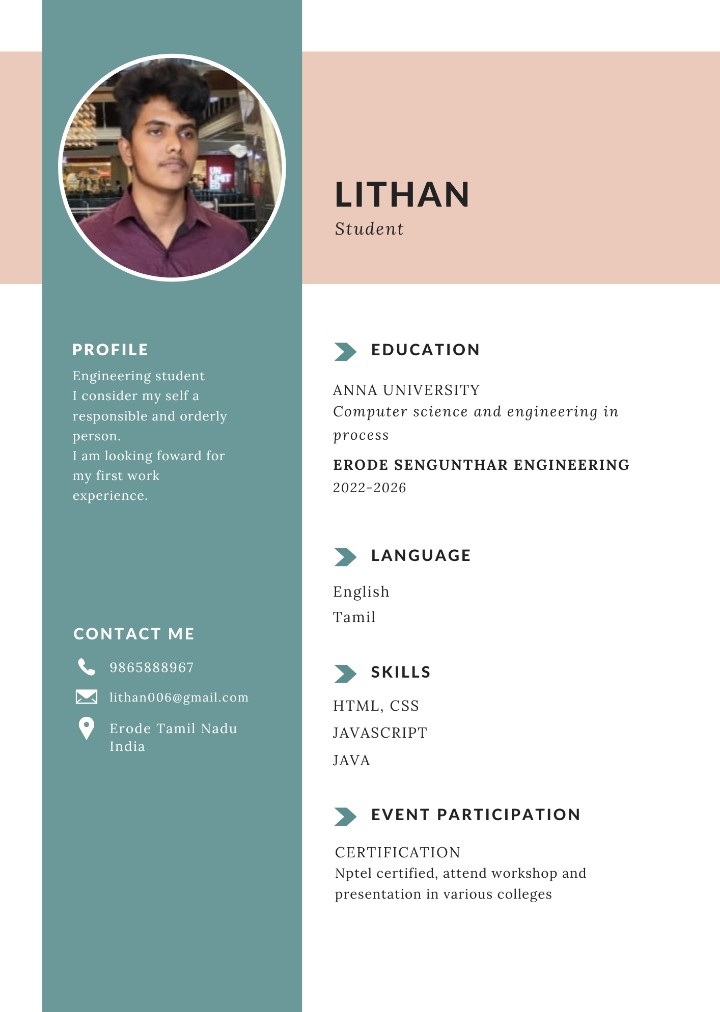 LITHAN
Student
UN
LIMIT
ED
PROFILE
Engineering student
I consider my self a
responsible and orderly
person.
I am looking foward for
my first work
experience.
CONTACT ME
9865888967
lithan006@gmail.com
Erode Tamil Nadu
India
EDUCATION
ANNA UNIVERSITY
Computer science and engineering in
process
ERODE SENGUNTHAR ENGINEERING
2022-2026
LANGUAGE
English
Tamil
SKILLS
HTML, CSS
JAVASCRIPT
JAVA
EVENT PARTICIPATION
CERTIFICATION
Nptel certified, attend workshop and
presentation in various colleges